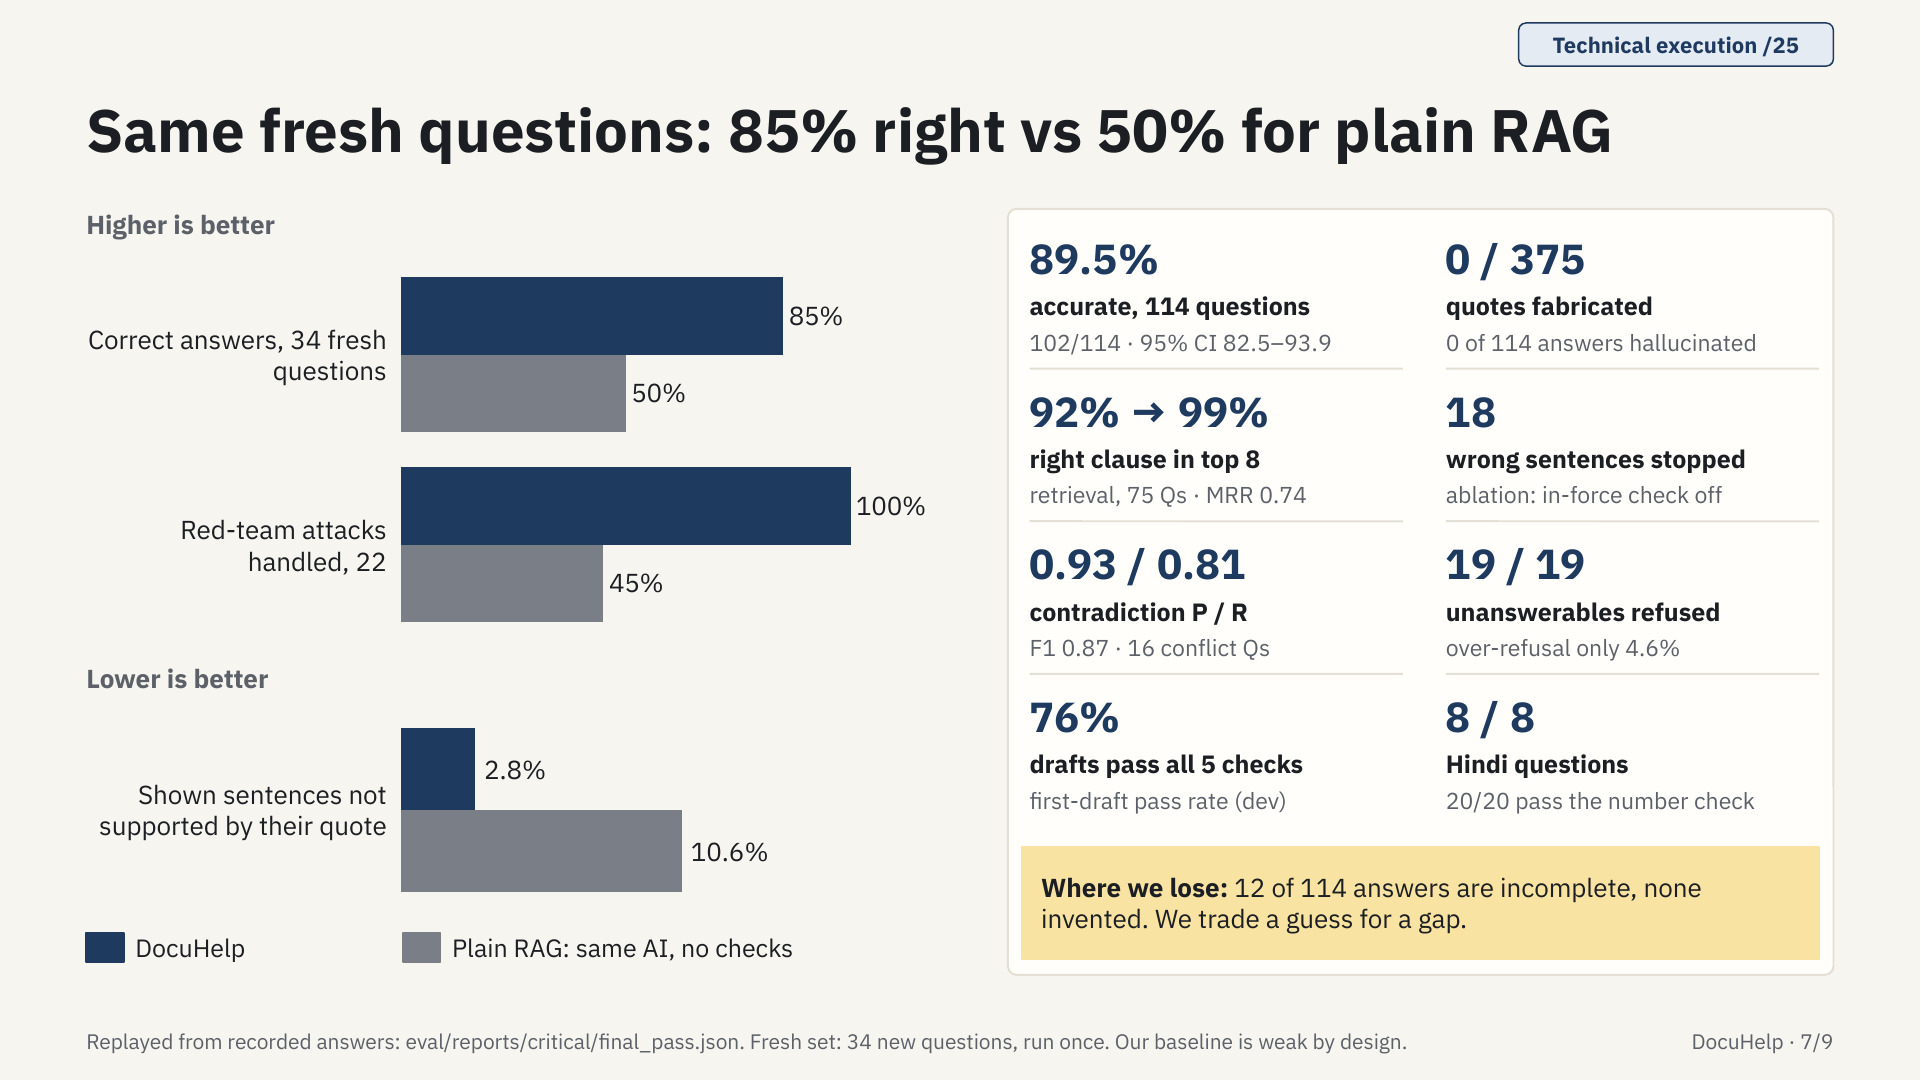 Technical execution /25
Same fresh questions: 85% right vs 50% for plain RAG
Higher is better
Correct answers, 34 fresh
questions
85%
50%
Red-team attacks
handled, 22
100%
45%
Lower is better
Shown sentences not
supported by their quote
2.8%
10.6%
DocuHelp
Plain RAG: same AI, no checks
89.5%
accurate, 114 questions
102/114 · 95% CI 82.5–93.9
0 / 375
quotes fabricated
0 of 114 answers hallucinated
92% → 99%
right clause in top 8
retrieval, 75 Qs · MRR 0.74
18
wrong sentences stopped
ablation: in-force check off
0.93 / 0.81
contradiction P / R
F1 0.87 · 16 conflict Qs
19 / 19
unanswerables refused
over-refusal only 4.6%
76%
drafts pass all 5 checks
first-draft pass rate (dev)
8 / 8
Hindi questions
20/20 pass the number check
Where we lose: 12 of 114 answers are incomplete, none
invented. We trade a guess for a gap.
Replayed from recorded answers: eval/reports/critical/final_pass.json. Fresh set: 34 new questions, run once. Our baseline is weak by design.
DocuHelp · 7/9